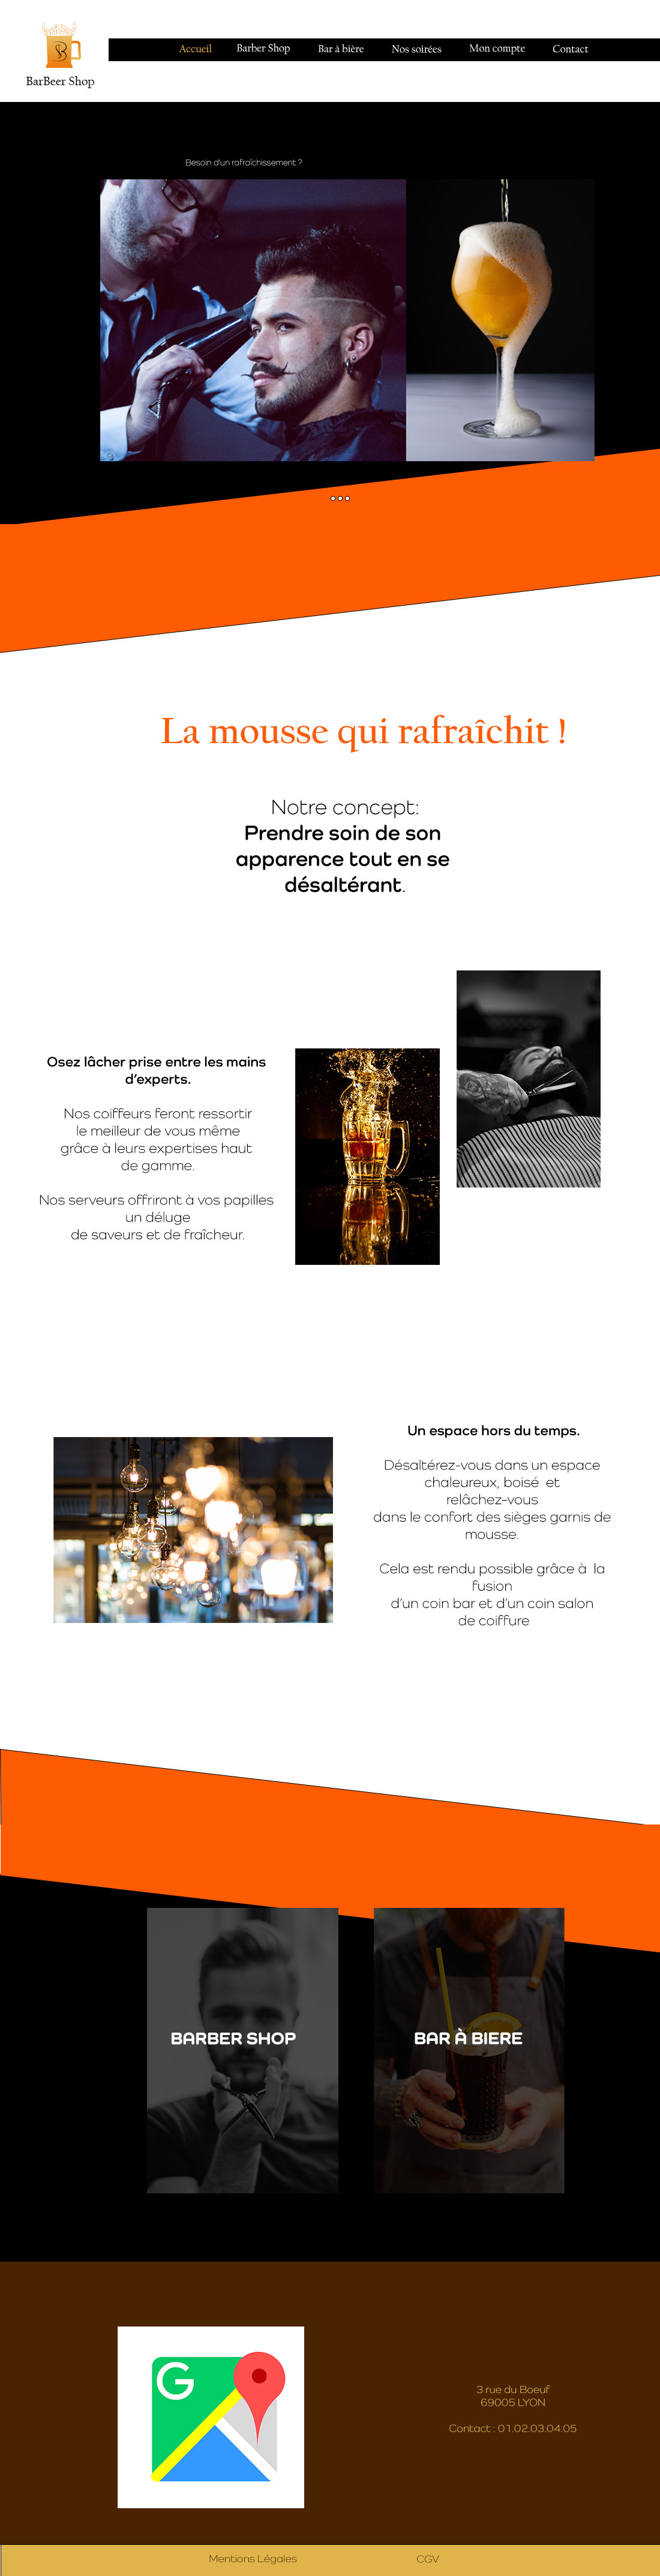 BarBeer Shop
Accueil Barber Shop Bar à bière Nos soirées Mon compte Contact
Besoin d'un rafraîchissement ?
La mousse qui rafraîchit !
Notre concept:
Prendre soin de son
apparence tout en se
désaltérant.
Osez lâcher prise entre les mains
d'experts.
Nos coiffeurs feront ressortir
le meilleur de vous même
grâce à leurs expertises haut
de gamme.
Nos serveurs offriront à vos papilles
un déluge
de saveurs et de fraîcheur.
Un espace hors du temps.
Désaltérez-vous dans un espace
chaleureux, boisé et
relâchez-vous
dans le confort des sièges garnis de
mousse.
Cela est rendu possible grâce à la
fusion
d'un coin bar et d'un coin salon
de coiffure
BARBER SHOP
BAR À BIERE
G
3 rue du Boeuf
69005 LYON
Contact : 01.02.03.04.05
Mentions Légales CGV